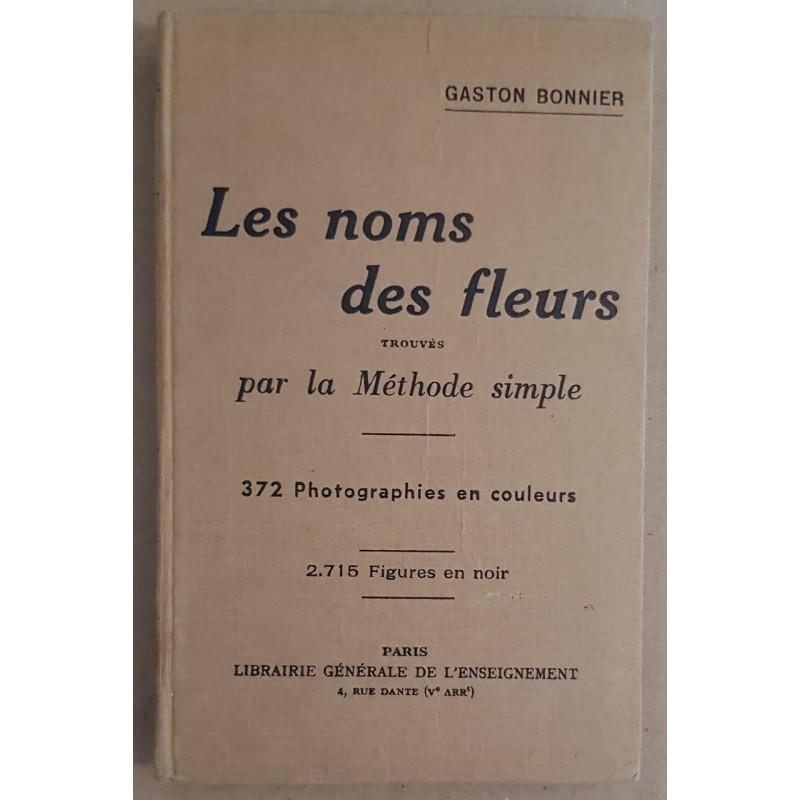 GASTON BONNIER
Les noms
des fleurs
TROUVÉS
par la Méthode simple
372 Photographies en couleurs
2.715 Figures en noir
PARIS
LIBRAIRIE GÉNÉRALE DE L'ENSEIGNEMENT
4, RUE DANTE (Vᵉ ARRᵗ)